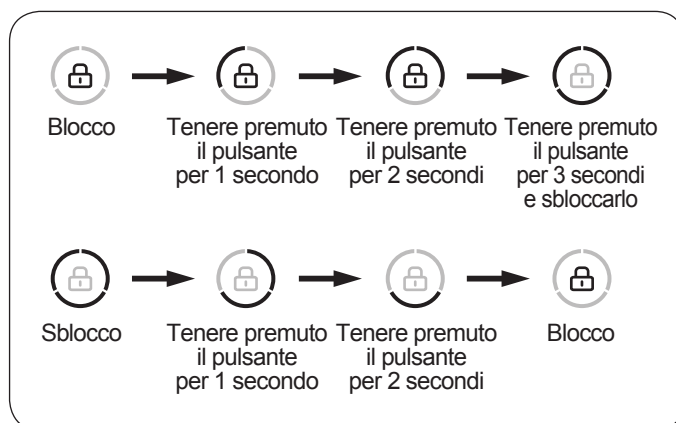 Blocco
Tenere premuto
il pulsante
per 1 secondo
Tenere premuto
il pulsante
per 2 secondi
Tenere premuto
il pulsante
per 3 secondi
e sbloccarlo
Sblocco
Tenere premuto
il pulsante
per 1 secondo
Tenere premuto
il pulsante
per 2 secondi
Blocco